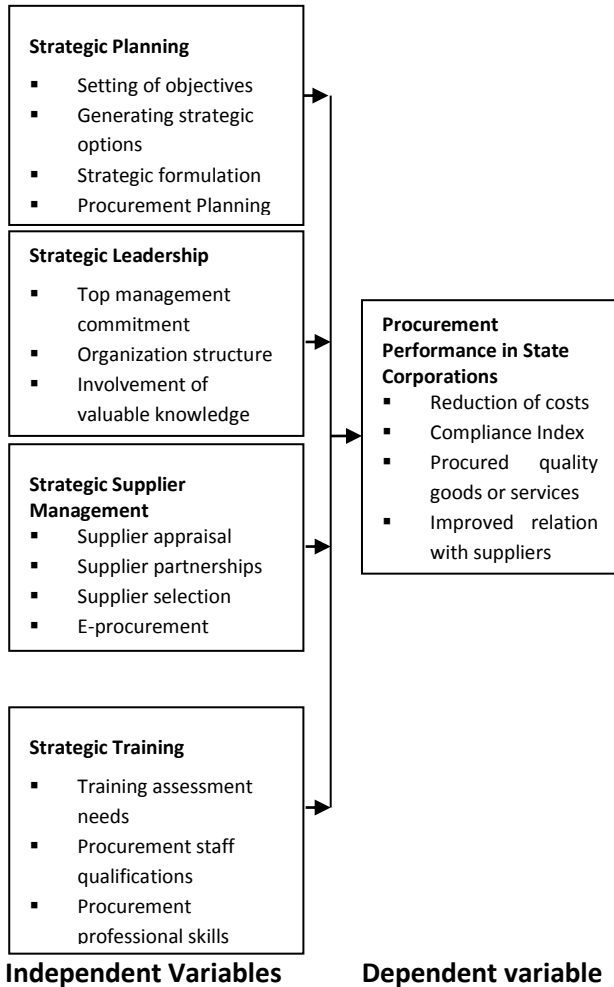 Strategic Planning
▪ Setting of objectives
▪ Generating strategic
options
▪ Strategic formulation
▪ Procurement Planning
Strategic Leadership
▪ Top management
commitment
▪ Organization structure
▪ Involvement of
valuable knowledge
Strategic Supplier
Management
▪ Supplier appraisal
▪ Supplier partnerships
▪ Supplier selection
▪ E-procurement
Strategic Training
▪ Training assessment
needs
▪ Procurement staff
qualifications
▪ Procurement
professional skills
Independent Variables
Procurement
Performance in State
Corporations
▪ Reduction of costs
▪ Compliance Index
▪ Procured quality
goods or services
▪ Improved relation
with suppliers
Dependent variable